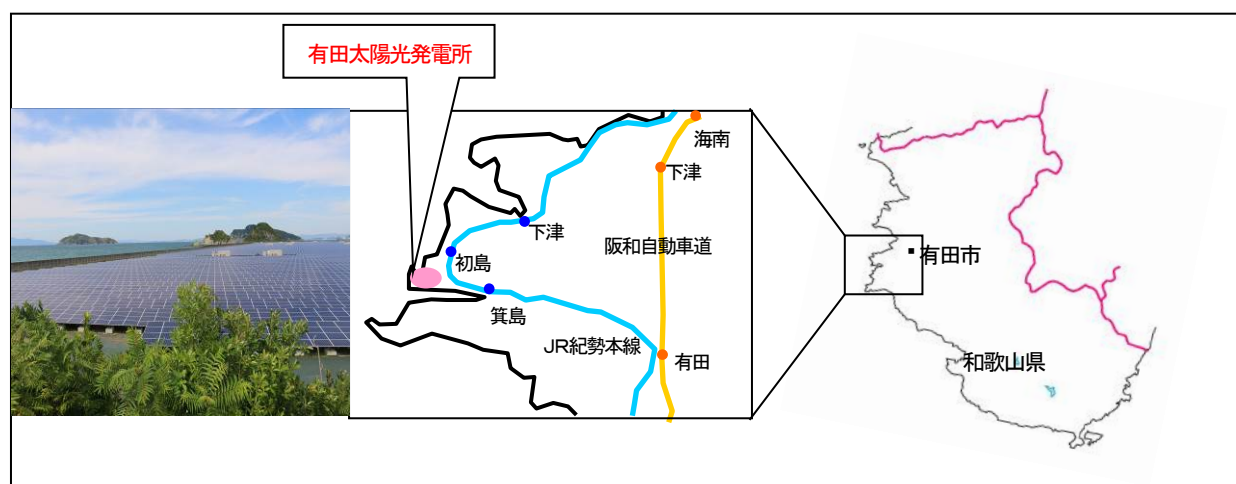 有田太陽光発電所
海南
下津
下津
阪和自動車道
初島
箕島
JR紀勢本線
有田
有田市
和歌山県